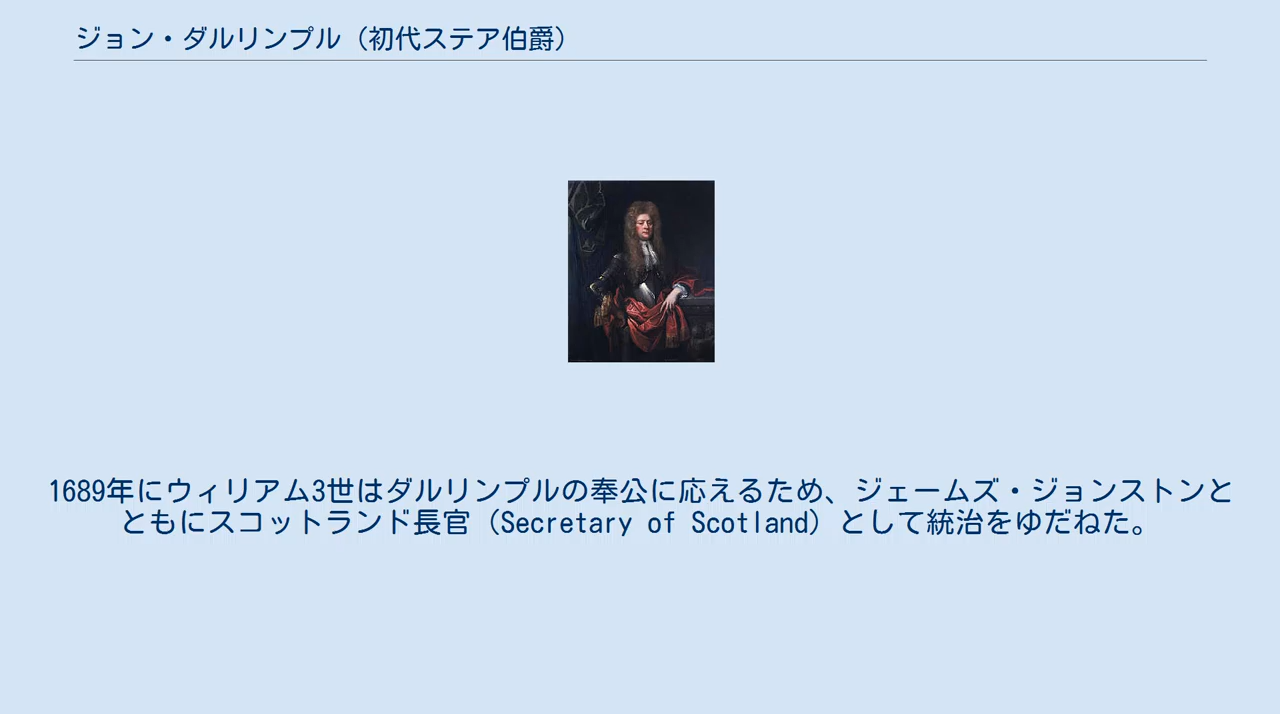 ジョン・ダルリンプル（初代ステア伯爵）
1689年にウィリアム3世はダルリンプルの奉公に応えるため、ジェームズ・ジョンストンと
ともにスコットランド長官（Secretary of Scotland）として統治をゆだねた。